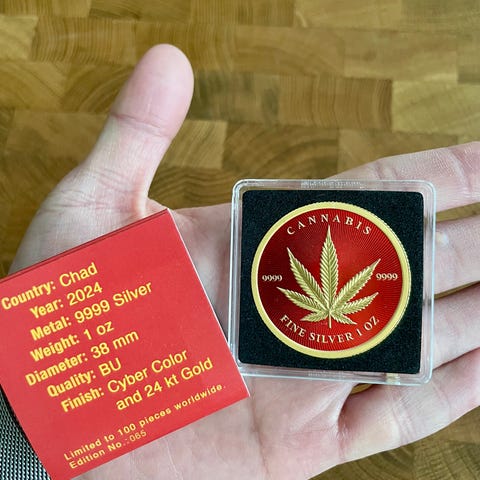 Country: Chad
Year: 2024
Metal: 9999 Silver
Weight: 1 oz
Diameter: 38 mm
Quality: BU
Finish: Cyber Color
and 24 kt Gold
Limited to 100 pieces worldwide.
Edition No.:065
CANNABIS
9999 9999
FINE SILVER 1 OZ